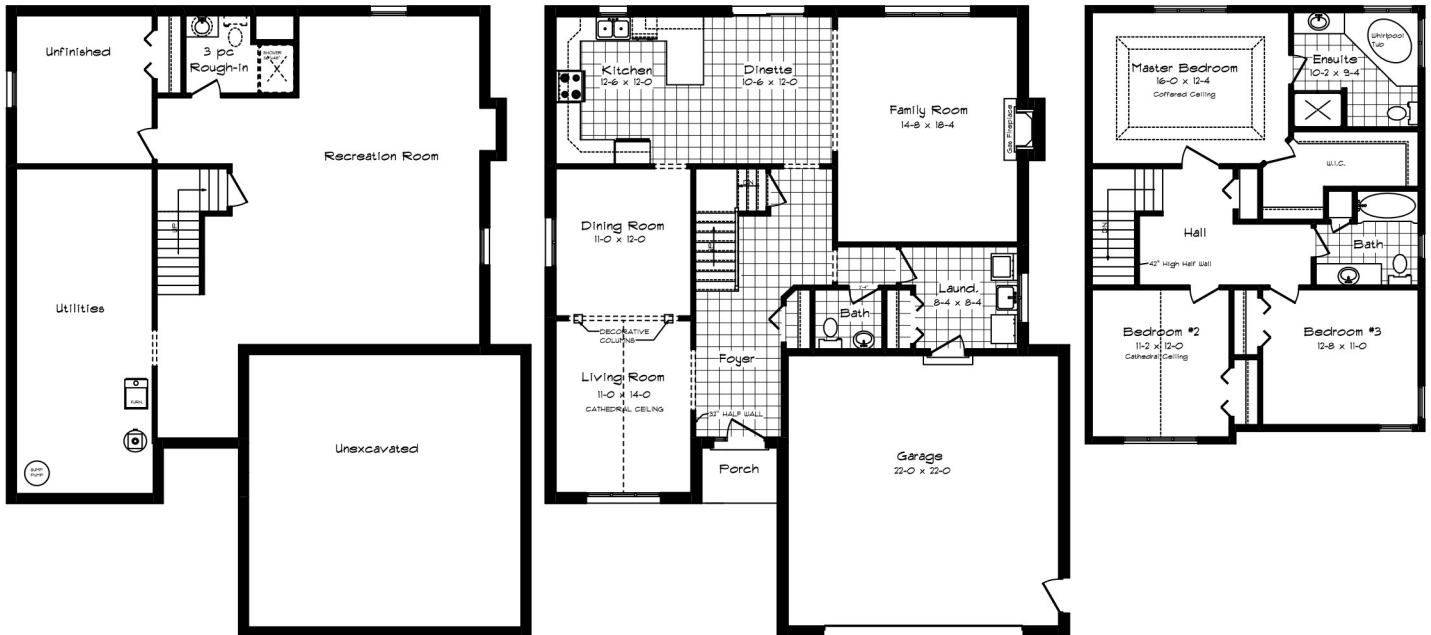 Unfinished
3 pc
Rough-in
SHOWER
Recreation Room
UP
Utilities
FURN.
SUMP
PUMP
Unexcavated
Kitchen
12-6 x 12-0
Dinette
10-6 x 12-0
Family Room
14-8 x 18-4
Gas Fireplace
Dining Room
11-0 x 12-0
UP
DECORATIVE
COLUMNS
Living Room
11-0 x 14-0
CATHEDRAL CEILING
Foyer
32" HALF WALL
Porch
Bath
Laund.
8-4 x 8-4
Garage
22-0 x 22-0
Master Bedroom
16-0 x 12-4
Coffered Ceiling
Ensuite
10-2 x 9-4
Whirlpool
Tub
W.I.C.
DN
Hall
42" High Half Wall
Bath
Bedroom #2
11-2 x 12-0
Cathedral Ceiling
Bedroom #3
12-8 x 11-0